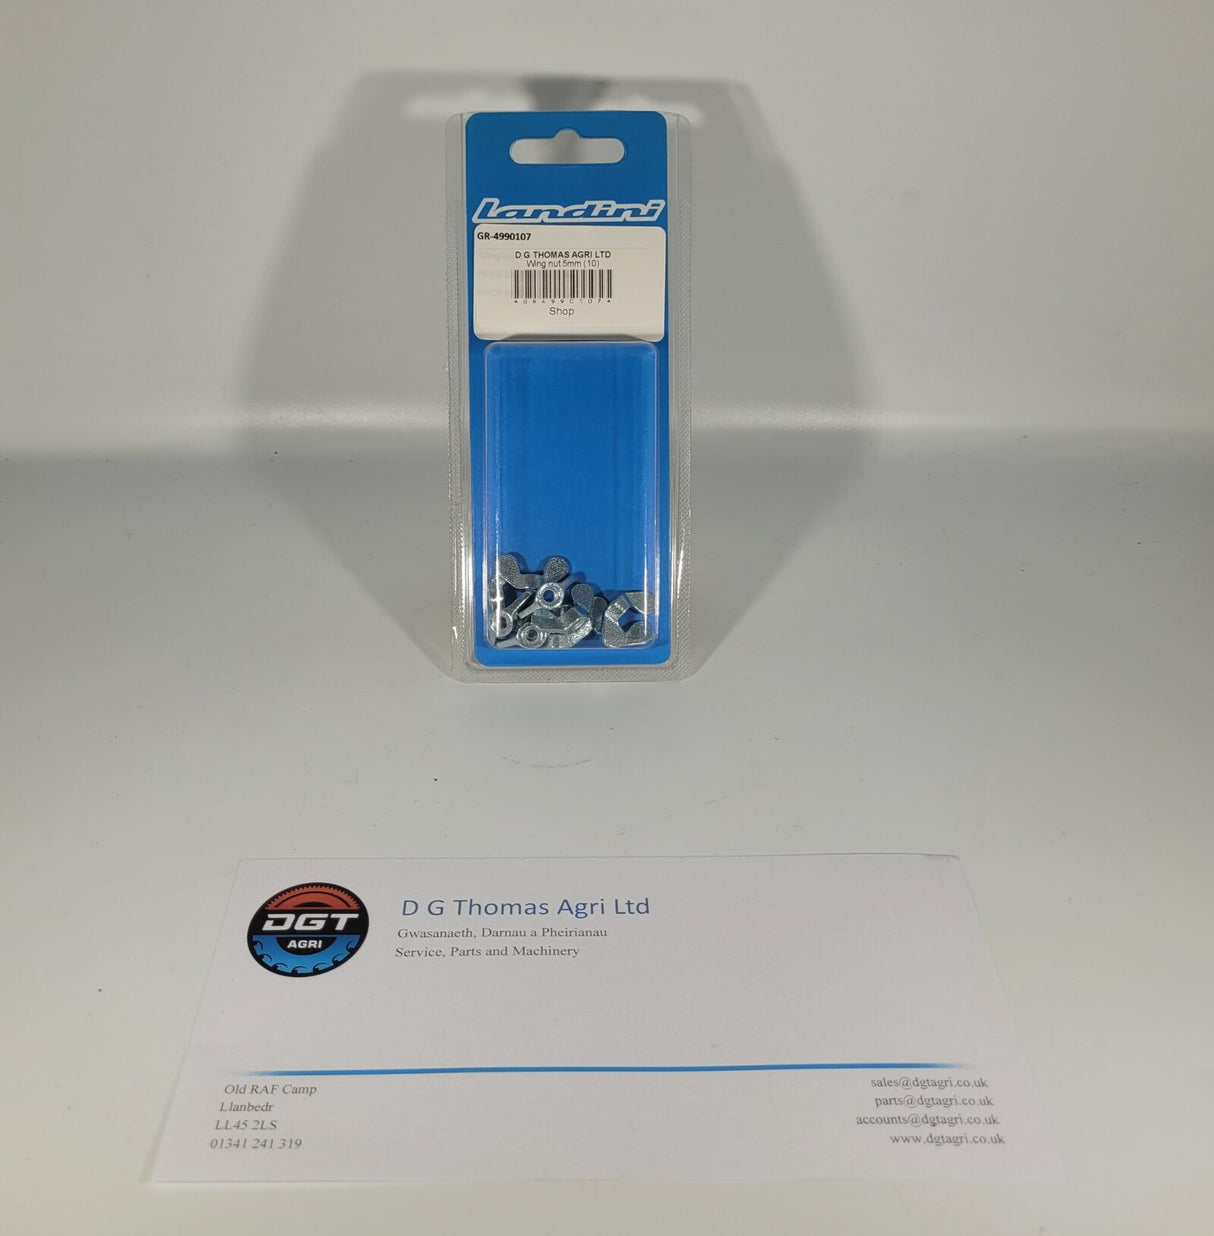 Landini
GR-4990107
D G THOMAS AGRI LTD
Wing nut 5mm (10)
Shop
DGT
AGRI
D G Thomas Agri Ltd
Gwasanaeth, Darnau a Pheirianau
Service, Parts and Machinery
Old RAF Camp
Llanbedr
LL45 2LS
01341 241 319
sales@dgtagri.co.uk
parts@dgtagri.co.uk
accounts@dgtagri.co.uk
www.dgtagri.co.uk